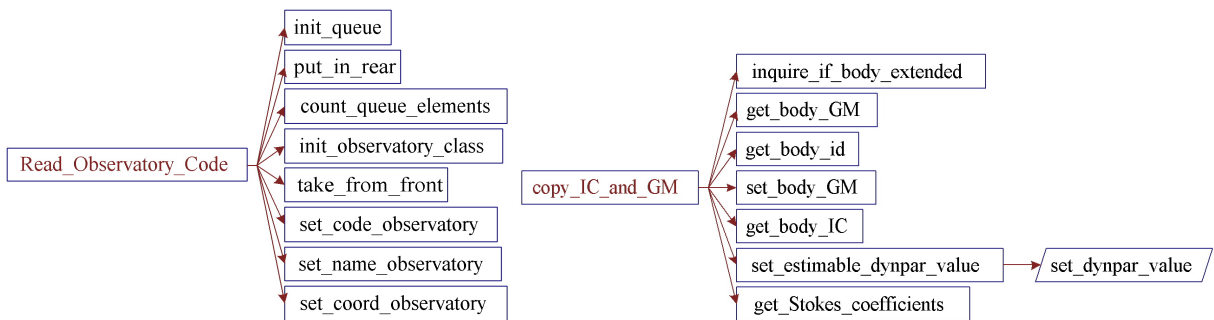 Read_Observatory_Code
init_queue
put_in_rear
count_queue_elements
init_observatory_class
take_from_front
set_code_observatory
set_name_observatory
set_coord_observatory
copy_IC_and_GM
inquire_if_body_extended
get_body_GM
get_body_id
set_body_GM
get_body_IC
set_estimable_dynpar_value
set_dynpar_value
get_Stokes_coefficients